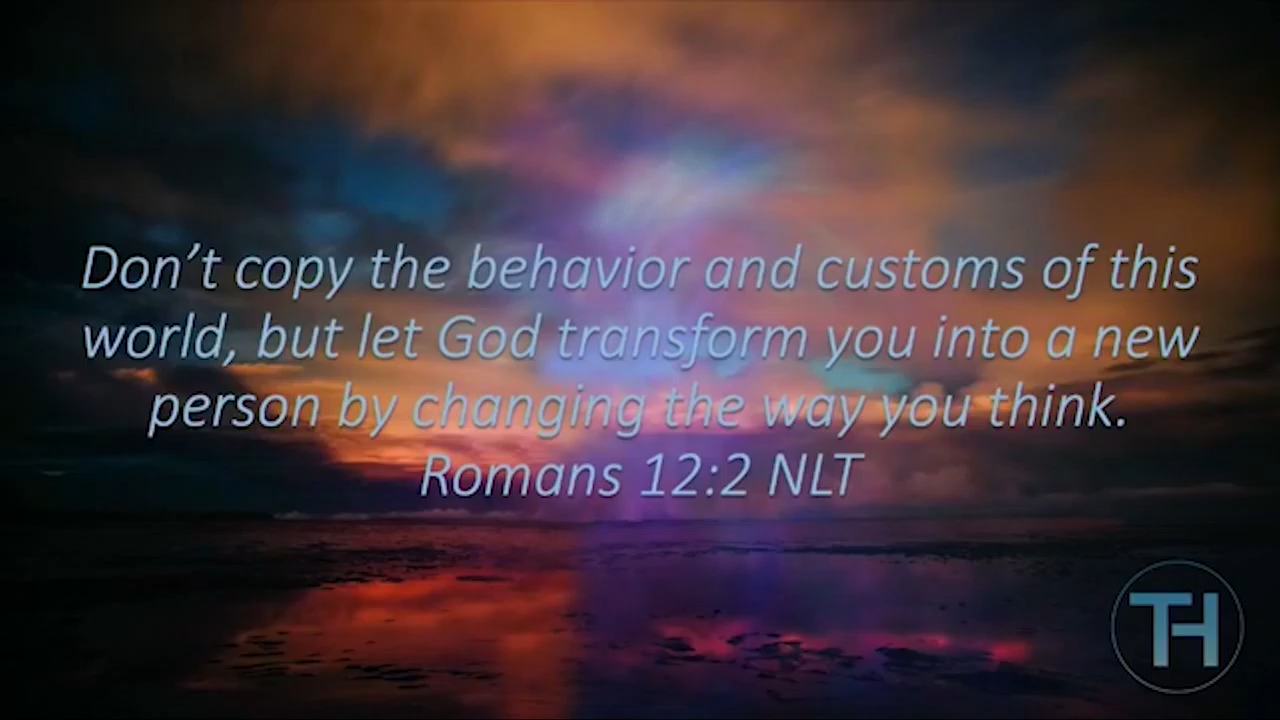 Don’t copy the behavior and customs of this
world, but let God transform you into a new
person by changing the way you think.
Romans 12:2 NLT
TH